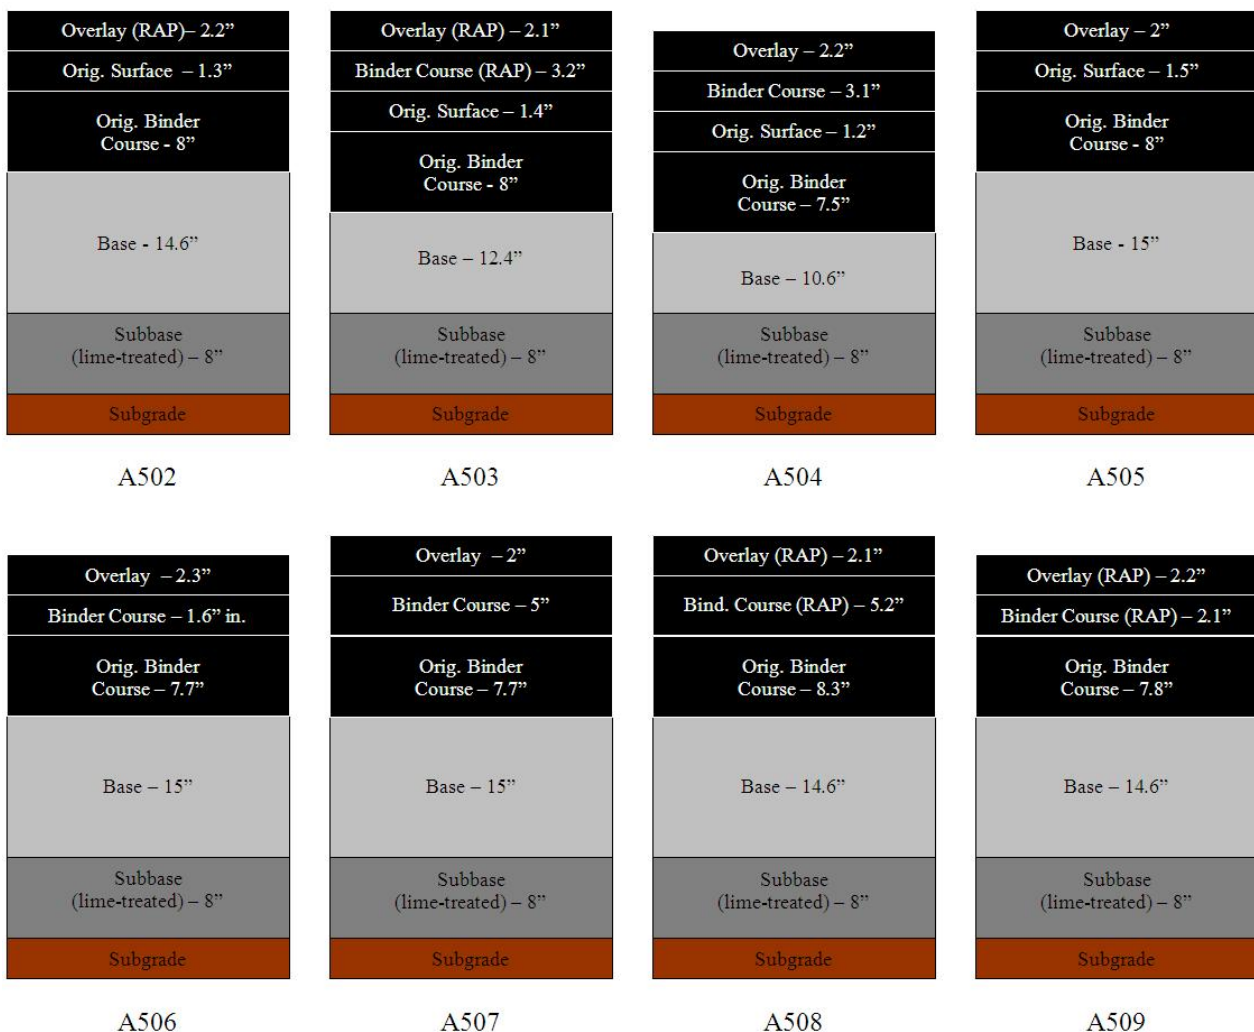 Overlay (RAP)– 2.2”
Orig. Surface – 1.3”
Orig. Binder
Course - 8”
Base - 14.6”
Subbase
(lime-treated) – 8”
Subgrade
A502
Overlay (RAP) – 2.1”
Binder Course (RAP) – 3.2”
Orig. Surface – 1.4”
Orig. Binder
Course - 8”
Base – 12.4”
Subbase
(lime-treated) – 8”
Subgrade
A503
Overlay – 2.2”
Binder Course – 3.1”
Orig. Surface – 1.2”
Orig. Binder
Course – 7.5”
Base – 10.6”
Subbase
(lime-treated) – 8”
Subgrade
A504
Overlay – 2”
Orig. Surface – 1.5”
Orig. Binder
Course - 8”
Base - 15”
Subbase
(lime-treated) – 8”
Subgrade
A505
Overlay – 2.3”
Binder Course – 1.6” in.
Orig. Binder
Course – 7.7”
Base – 15”
Subbase
(lime-treated) – 8”
Subgrade
A506
Overlay – 2”
Binder Course – 5”
Orig. Binder
Course – 7.7”
Base – 15”
Subbase
(lime-treated) – 8”
Subgrade
A507
Overlay (RAP) – 2.1”
Bind. Course (RAP) – 5.2”
Orig. Binder
Course – 8.3”
Base – 14.6”
Subbase
(lime-treated) – 8”
Subgrade
A508
Overlay (RAP) – 2.2”
Binder Course (RAP) – 2.1”
Orig. Binder
Course – 7.8”
Base – 14.6”
Subbase
(lime-treated) – 8”
Subgrade
A509